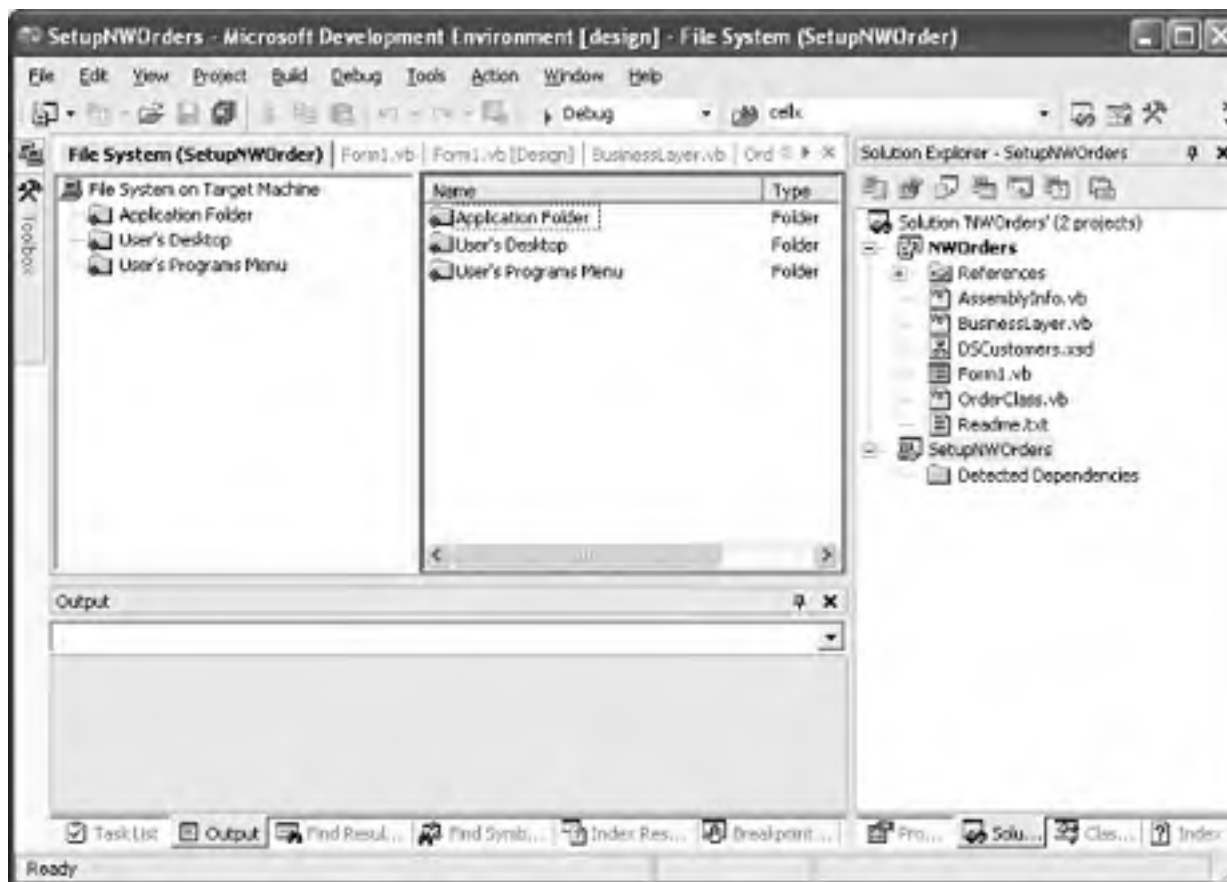 SetupNWOrders - Microsoft Development Environment [design] - File System (SetupNWOrder)
File Edit View Project Build Debug Tools Action Window Help
Debug
File System (SetupNWOrder) Form1.vb Form1.vb [Design] BusinessLayer.vb Ord
Toolbox
File System on Target Machine
Application Folder
User's Desktop
User's Programs Menu
Name Type
Application Folder Folder
User's Desktop Folder
User's Programs Menu Folder
Solution Explorer - SetupNWOrders
Solution 'NWOrders' (2 projects)
NWOrders
References
AssemblyInfo.vb
BusinessLayer.vb
DSCustomers.xsd
Form1.vb
OrderClass.vb
Readme.txt
SetupNWOrders
Detected Dependencies
Output
Task List Output Find Resul... Find Symb... Index Res... Breakpoint ...
Pro... Solu... Clas... Index
Ready